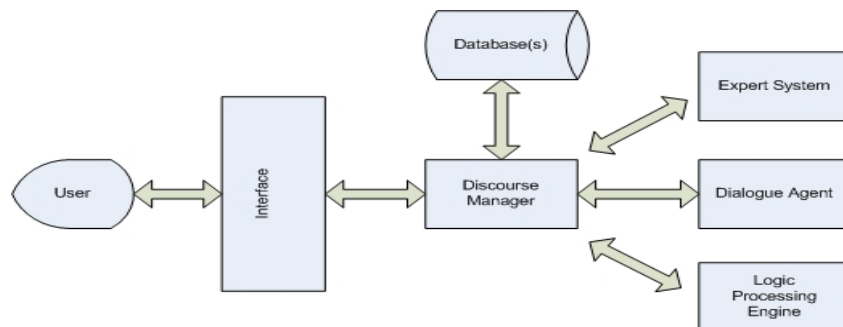 Database(s)
Expert System
User
Interface
Discourse
Manager
Dialogue Agent
Logic
Processing
Engine